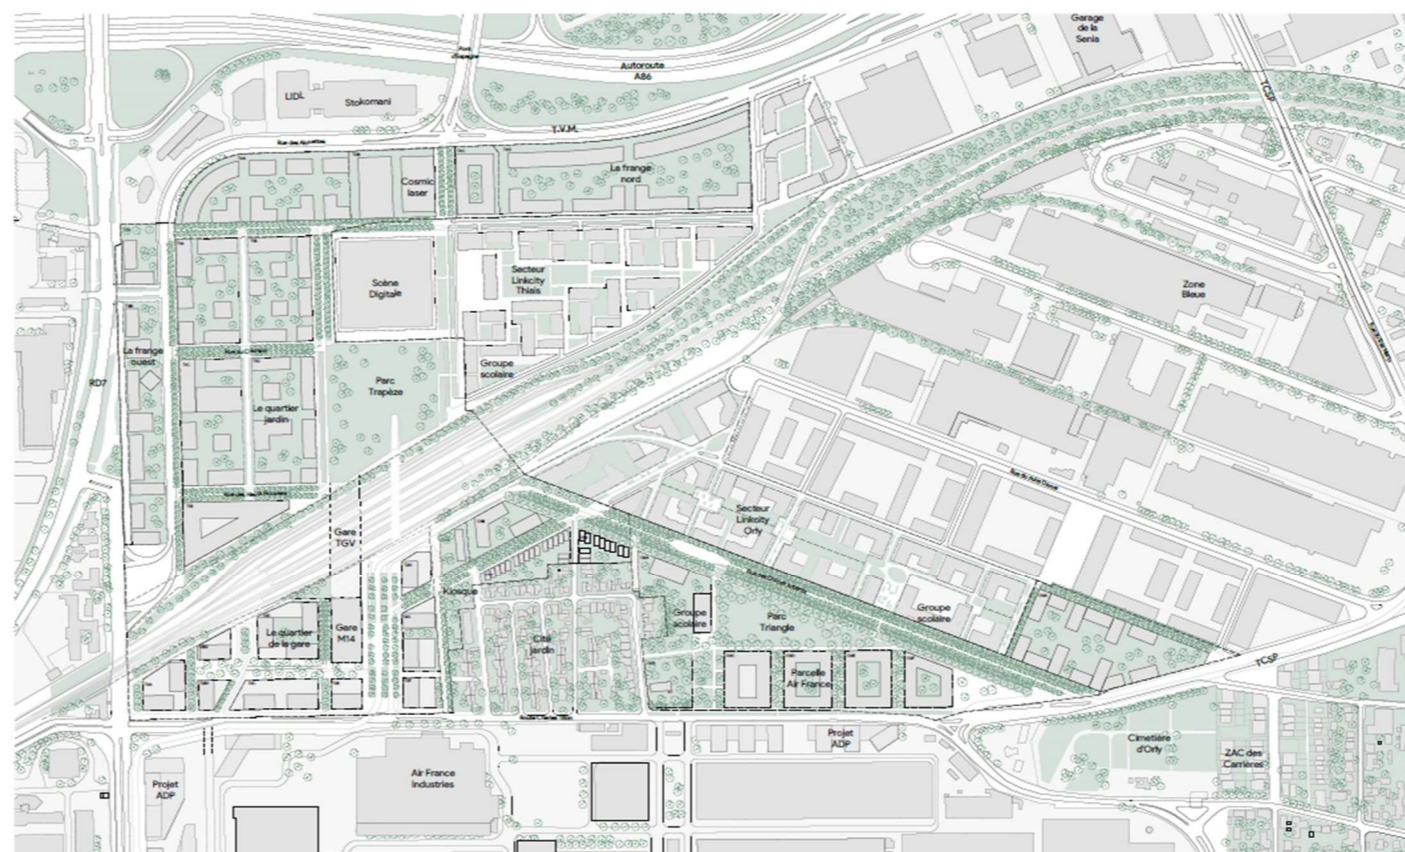 Garage
de la
Senia
Autoroute
A86
LIDL
Stokomani
TCSP
T.V.M.
Rue des Alouettes
Cosmic
laser
La frange
nord
Scène
Digitale
Secteur
Linkcity
Thiais
Zone
Bleue
La frange
ouest
RD7
Groupe
scolaire
Parc
Trapèze
Le quartier
jardin
Secteur
Linkcity
Orly
Gare
TGV
Kiosque
Groupe
scolaire
Parc
Triangle
Groupe
scolaire
Le quartier
de la gare
Gare
M14
Cité
jardin
Parcelle
Air France
TCSP
Projet
ADP
Cimetière
d'Orly
ZAC des
Carrières
Air France
Industries
Projet
ADP